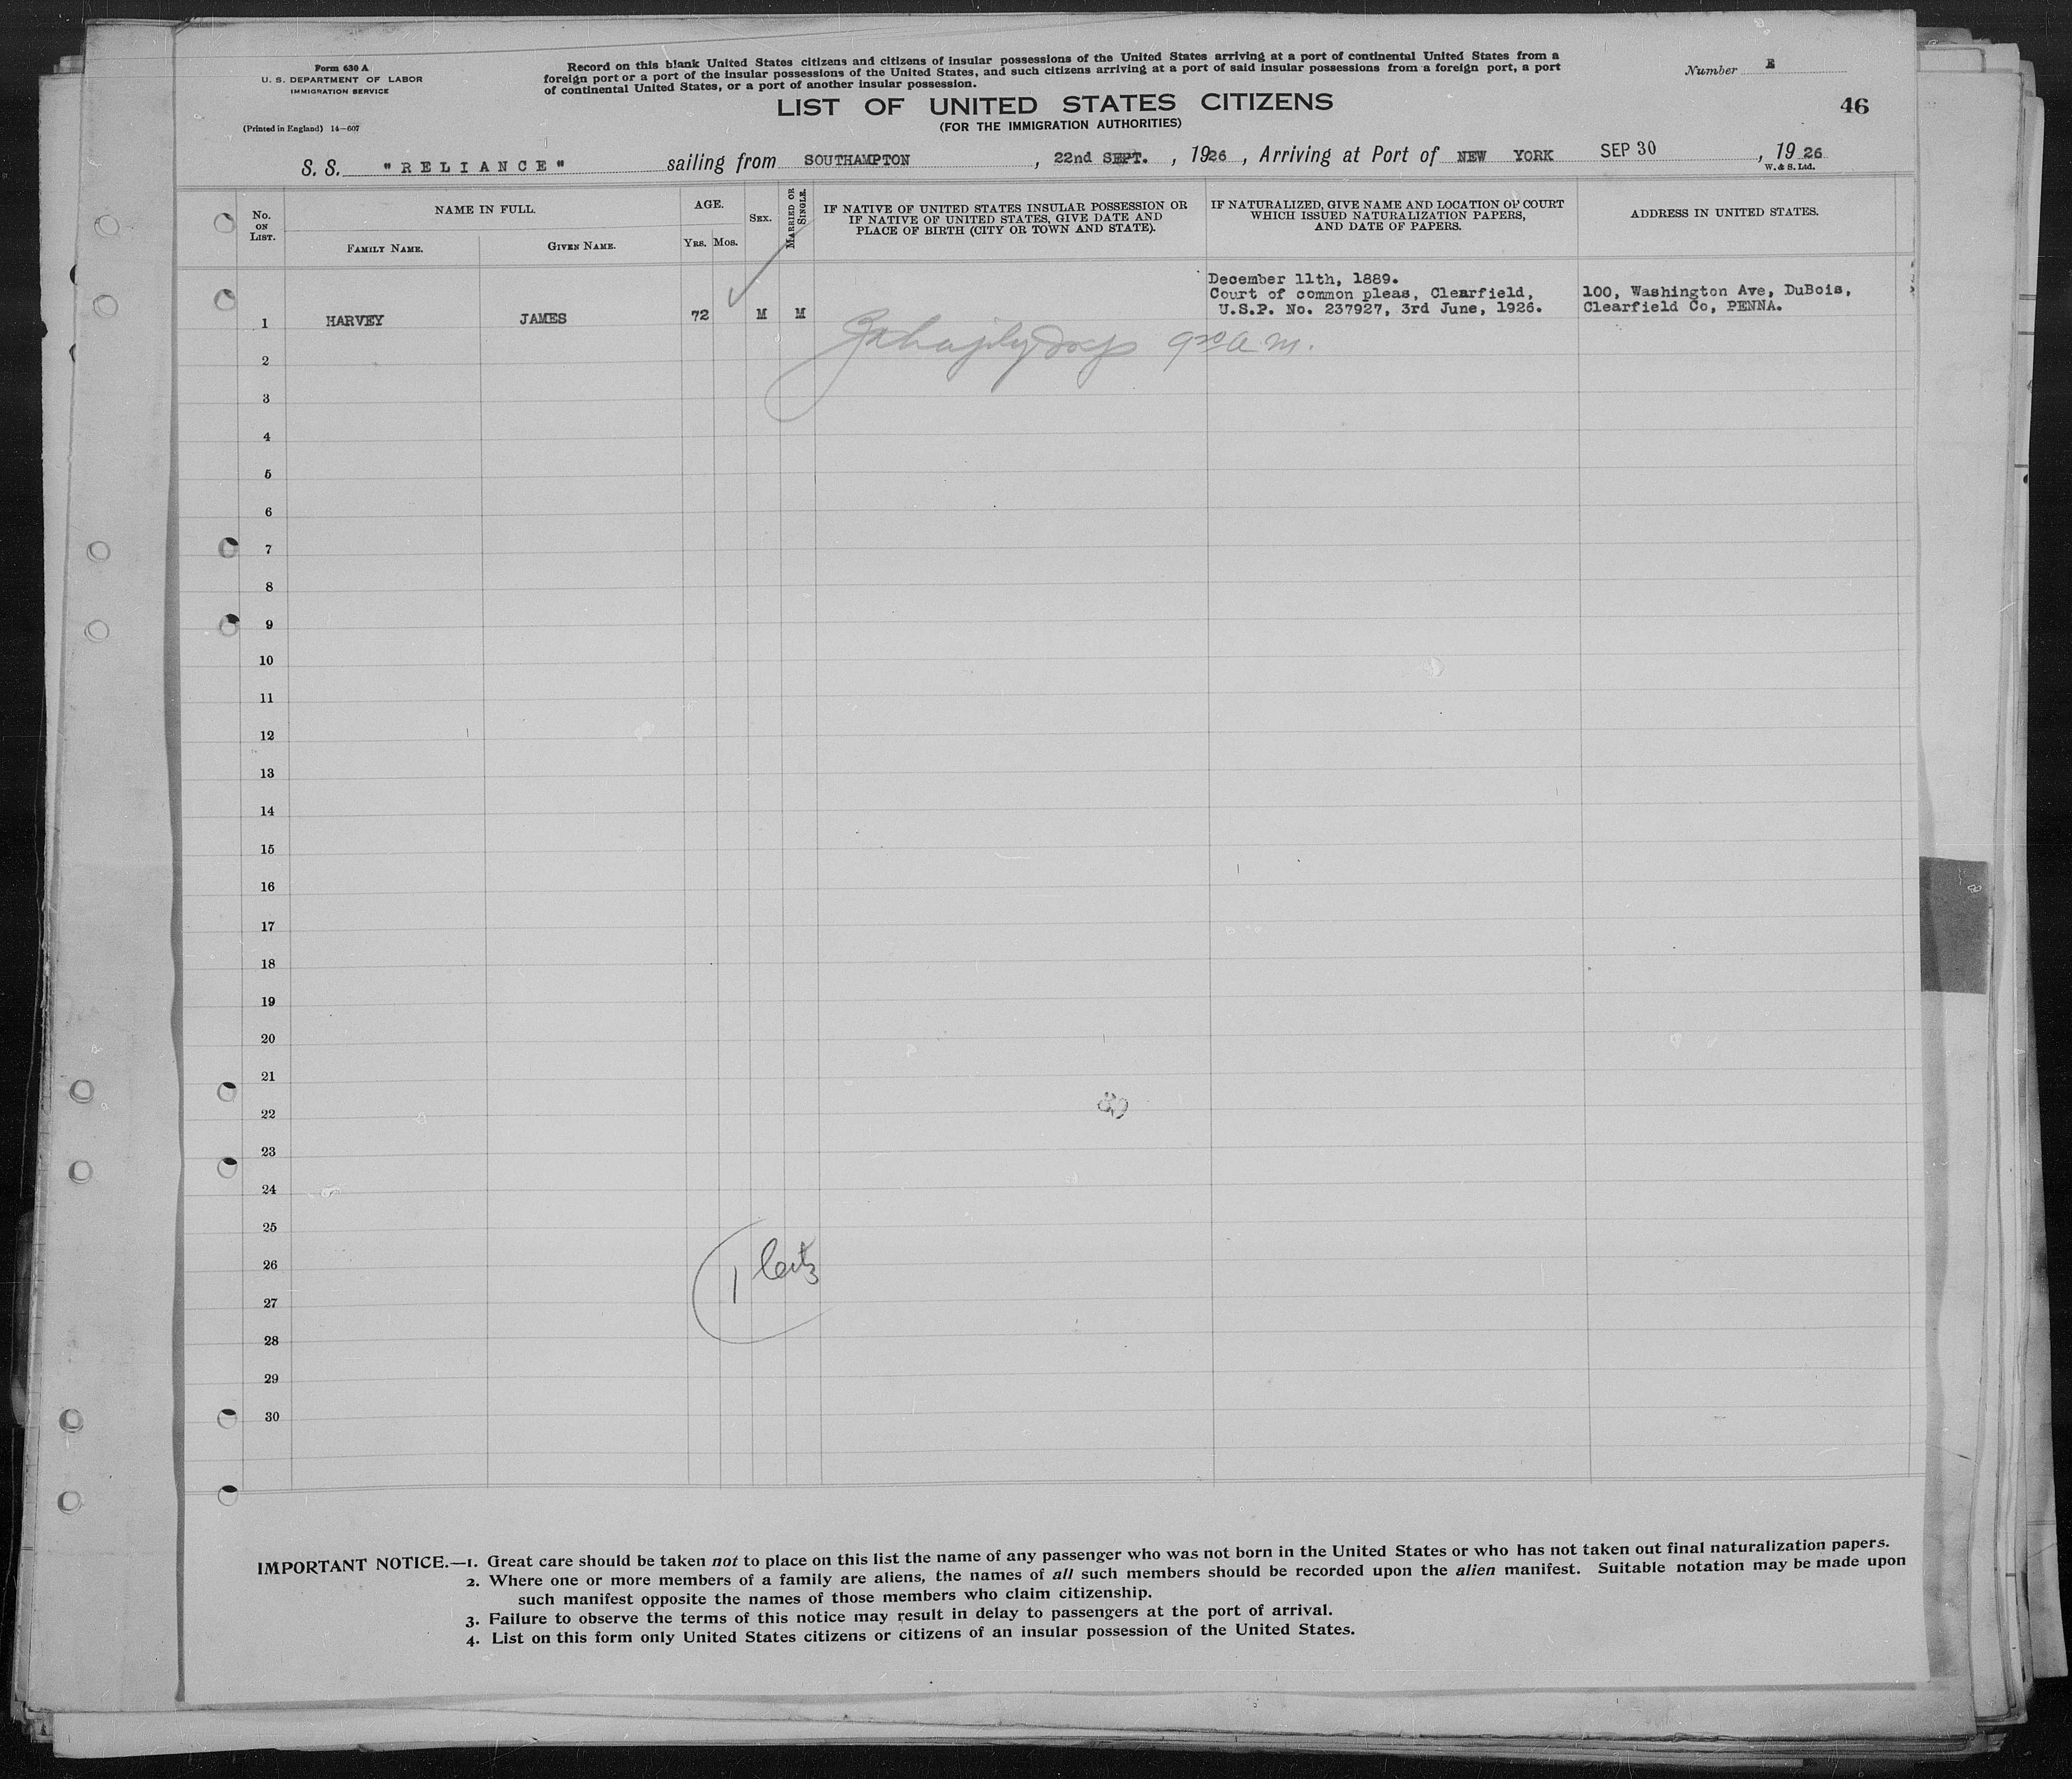 Form 630 A
U. S. DEPARTMENT OF LABOR
IMMIGRATION SERVICE
(Printed in England) 14—607
Record on this blank United States citizens and citizens of insular possessions of the United States arriving at a port of continental United States from a
foreign port or a port of the insular possessions of the United States, and such citizens arriving at a port of said insular possessions from a foreign port, a port
of continental United States, or a port of another insular possession.
Number E
46
LIST OF UNITED STATES CITIZENS
(FOR THE IMMIGRATION AUTHORITIES)
S. S. "RELIANCE" sailing from SOUTHAMPTON, 22nd SEPT., 1926, Arriving at Port of NEW YORK SEP 30, 1926
W. & S. Ltd.
No. ON LIST.
NAME IN FULL.
FAMILY NAME.
GIVEN NAME.
AGE.
YRS. MOS.
SEX.
MARRIED OR SINGLE.
IF NATIVE OF UNITED STATES INSULAR POSSESSION OR
IF NATIVE OF UNITED STATES, GIVE DATE AND
PLACE OF BIRTH (CITY OR TOWN AND STATE).
IF NATURALIZED, GIVE NAME AND LOCATION OF COURT
WHICH ISSUED NATURALIZATION PAPERS,
AND DATE OF PAPERS.
ADDRESS IN UNITED STATES.
1 HARVEY JAMES 72 M M
December 11th, 1889.
Court of common pleas, Clearfield,
U.S.P. No. 237927, 3rd June, 1926.
100, Washington Ave, DuBois,
Clearfield Co, PENNA.
9 30 A.M.
2
3
4
5
6
7
8
9
10
11
12
13
14
15
16
17
18
19
20
21
22
23
24
25
26
27
28
29
30
1
IMPORTANT NOTICE.—1. Great care should be taken not to place on this list the name of any passenger who was not born in the United States or who has not taken out final naturalization papers.
2. Where one or more members of a family are aliens, the names of all such members should be recorded upon the alien manifest. Suitable notation may be made upon
such manifest opposite the names of those members who claim citizenship.
3. Failure to observe the terms of this notice may result in delay to passengers at the port of arrival.
4. List on this form only United States citizens or citizens of an insular possession of the United States.